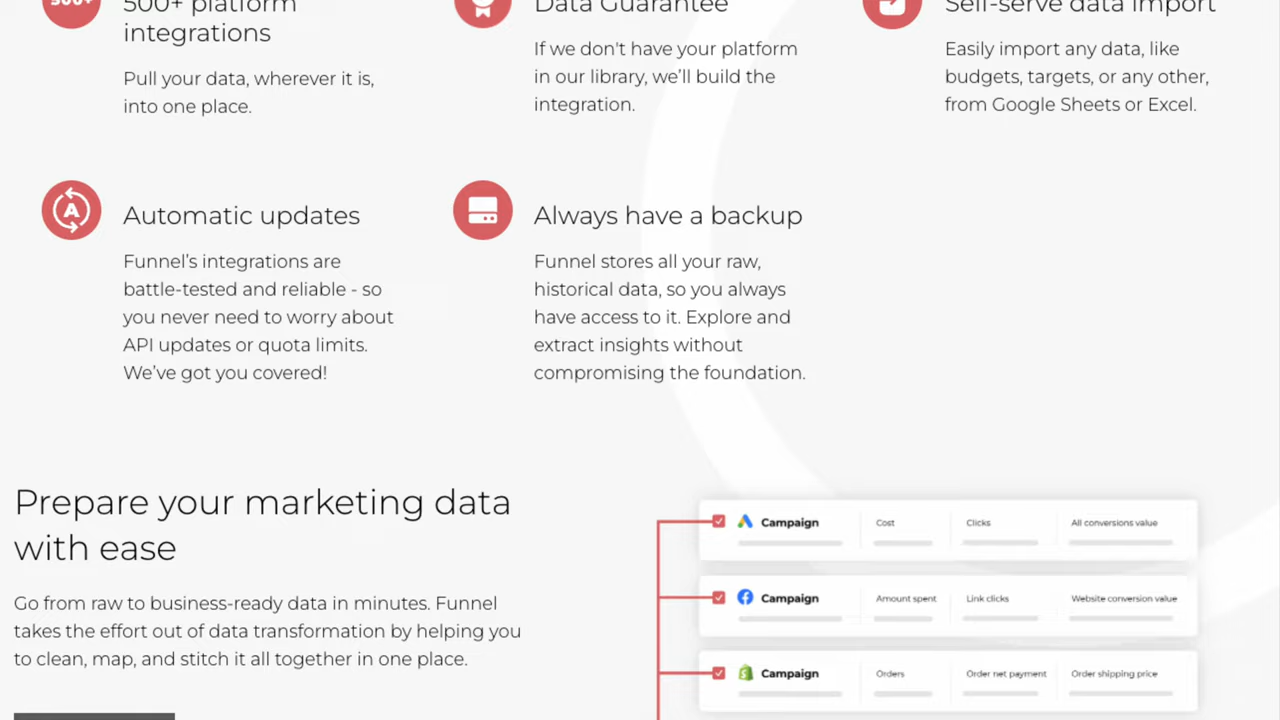 500+
500+ platform
integrations
Pull your data, wherever it is,
into one place.
Data Guarantee
If we don't have your platform
in our library, we’ll build the
integration.
Self-serve data import
Easily import any data, like
budgets, targets, or any other,
from Google Sheets or Excel.
A
Automatic updates
Funnel’s integrations are
battle-tested and reliable - so
you never need to worry about
API updates or quota limits.
We’ve got you covered!
Always have a backup
Funnel stores all your raw,
historical data, so you always
have access to it. Explore and
extract insights without
compromising the foundation.
Prepare your marketing data
with ease
Go from raw to business-ready data in minutes. Funnel
takes the effort out of data transformation by helping you
to clean, map, and stitch it all together in one place.
Campaign Cost Clicks All conversions value
Campaign Amount spent Link clicks Website conversion value
Campaign Orders Order net payment Order shipping price